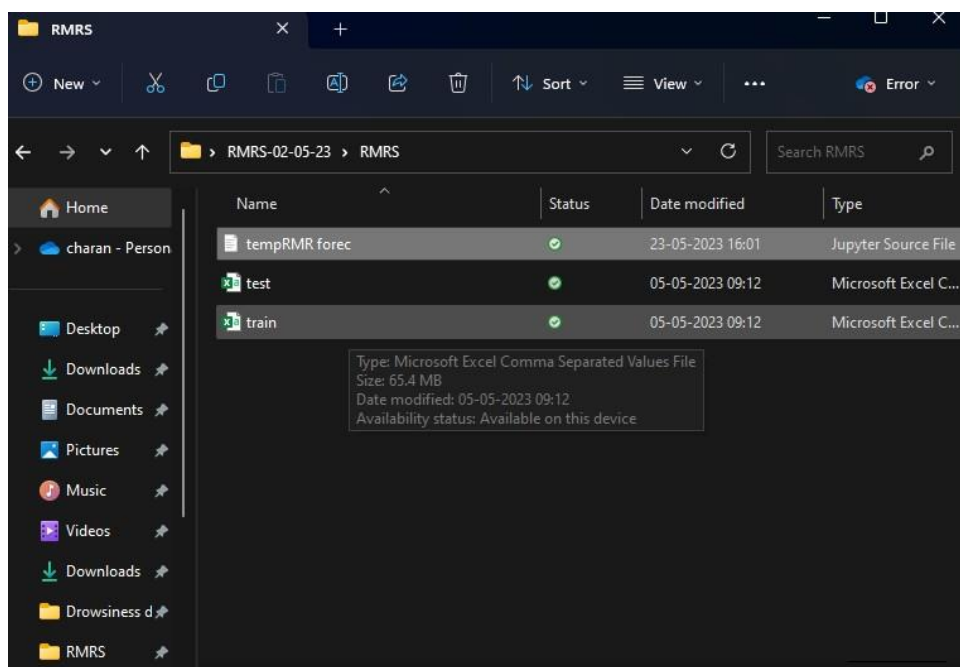 RMRS
New
Sort
View
Error
RMRS-02-05-23 > RMRS
Search RMRS
Name Status Date modified Type
Home
charan - Person
Desktop
Downloads
Documents
Pictures
Music
Videos
Downloads
Drowsiness d
RMRS
tempRMR forec 23-05-2023 16:01 Jupyter Source File
test 05-05-2023 09:12 Microsoft Excel C...
train 05-05-2023 09:12 Microsoft Excel C...
Type: Microsoft Excel Comma Separated Values File
Size: 65.4 MB
Date modified: 05-05-2023 09:12
Availability status: Available on this device